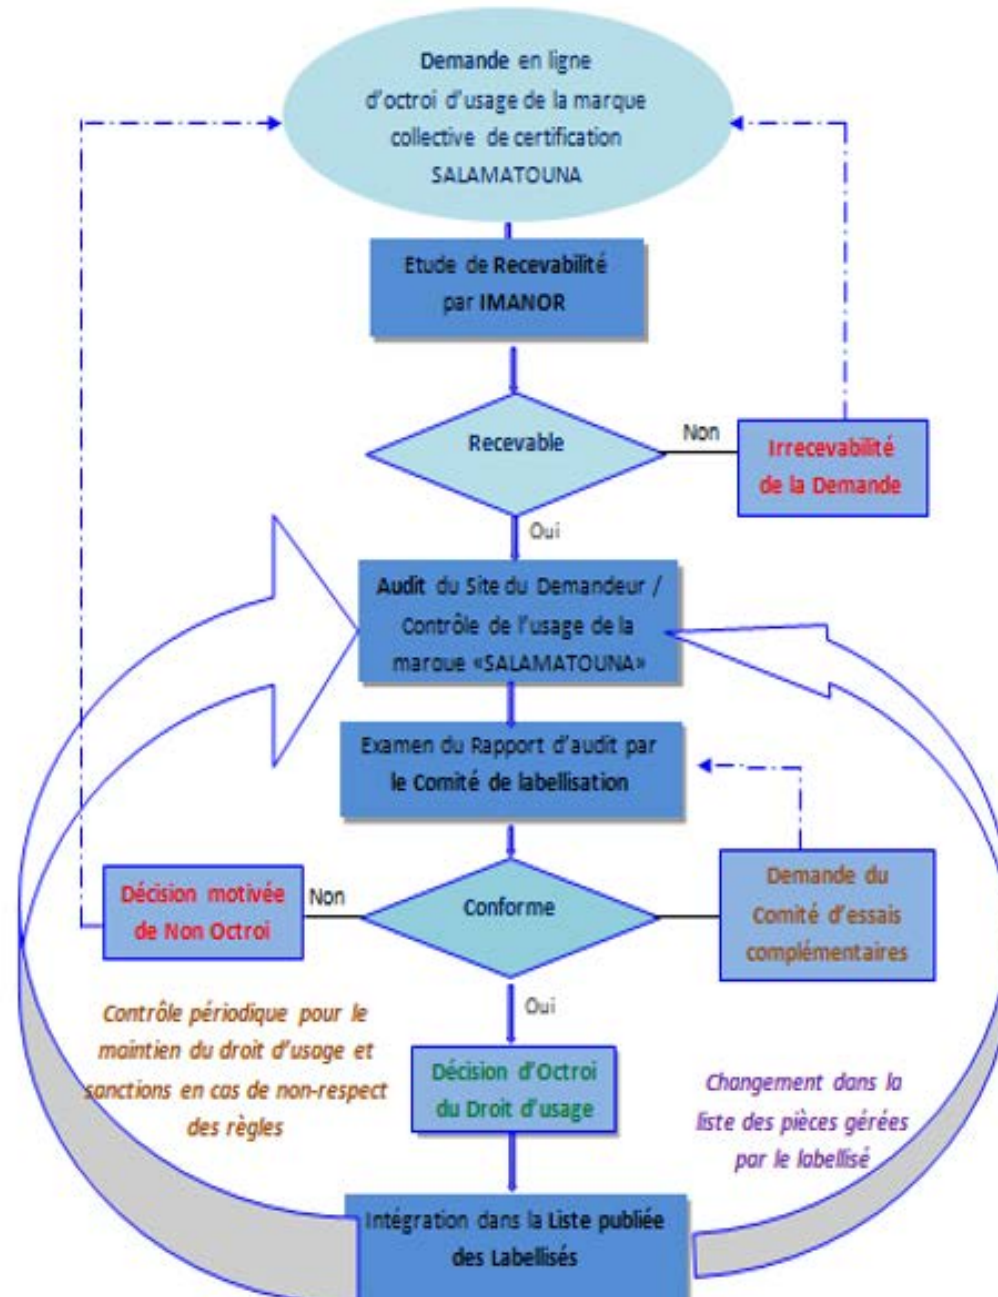 Demande en ligne
d'octroi d'usage de la marque
collective de certification
SALAMATOUNA
Etude de Recevabilité
par IMANOR
Recevable
Non
Irrecevabilité
de la Demande
Oui
Audit du Site du Demandeur /
Contrôle de l'usage de la
marque «SALAMATOUNA»
Examen du Rapport d'audit par
le Comité de labellisation
Décision motivée
de Non Octroi
Non
Conforme
Demande du
Comité d'essais
complémentaires
Oui
Contrôle périodique pour le
maintien du droit d'usage et
sanctions en cas de non-respect
des règles
Décision d'Octroi
du Droit d'usage
Changement dans la
liste des pièces gérées
par le labellisé
Intégration dans la Liste publiée
des Labellisés